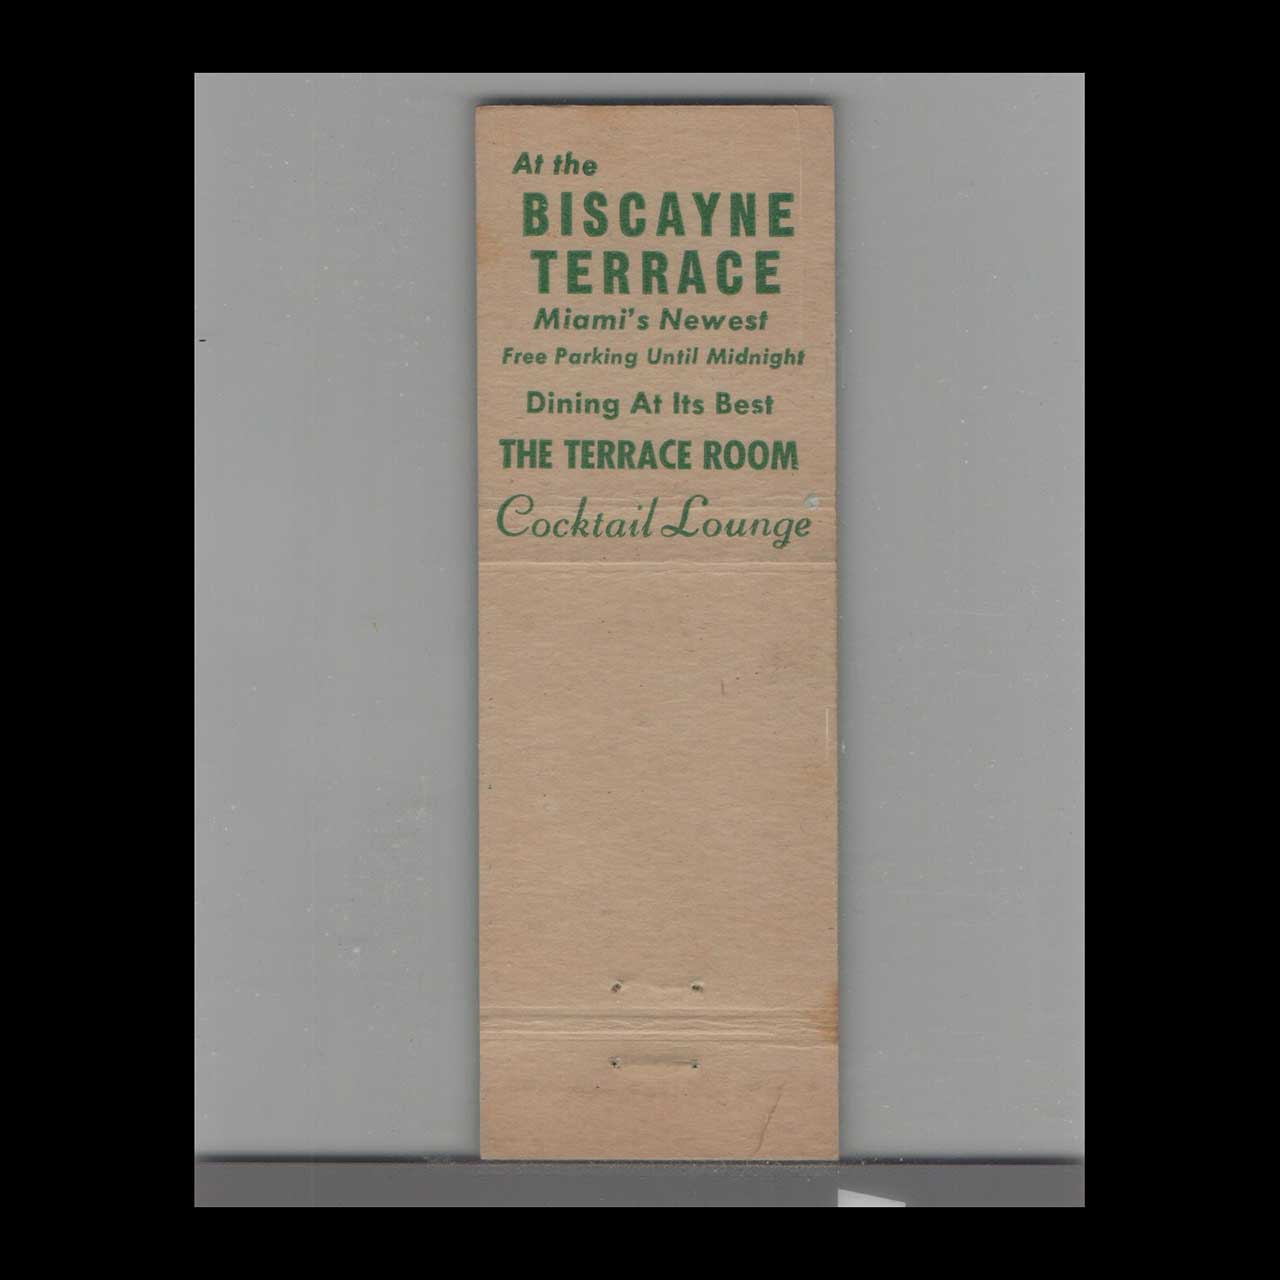 At the
BISCAYNE
TERRACE
Miami's Newest
Free Parking Until Midnight
Dining At Its Best
THE TERRACE ROOM
Cocktail Lounge